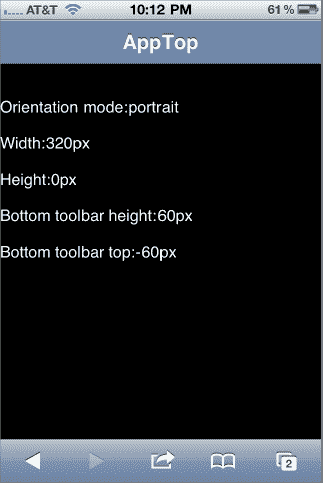 AT&T 10:12 PM 61%
AppTop
Orientation mode:portrait
Width:320px
Height:0px
Bottom toolbar height:60px
Bottom toolbar top:-60px
2